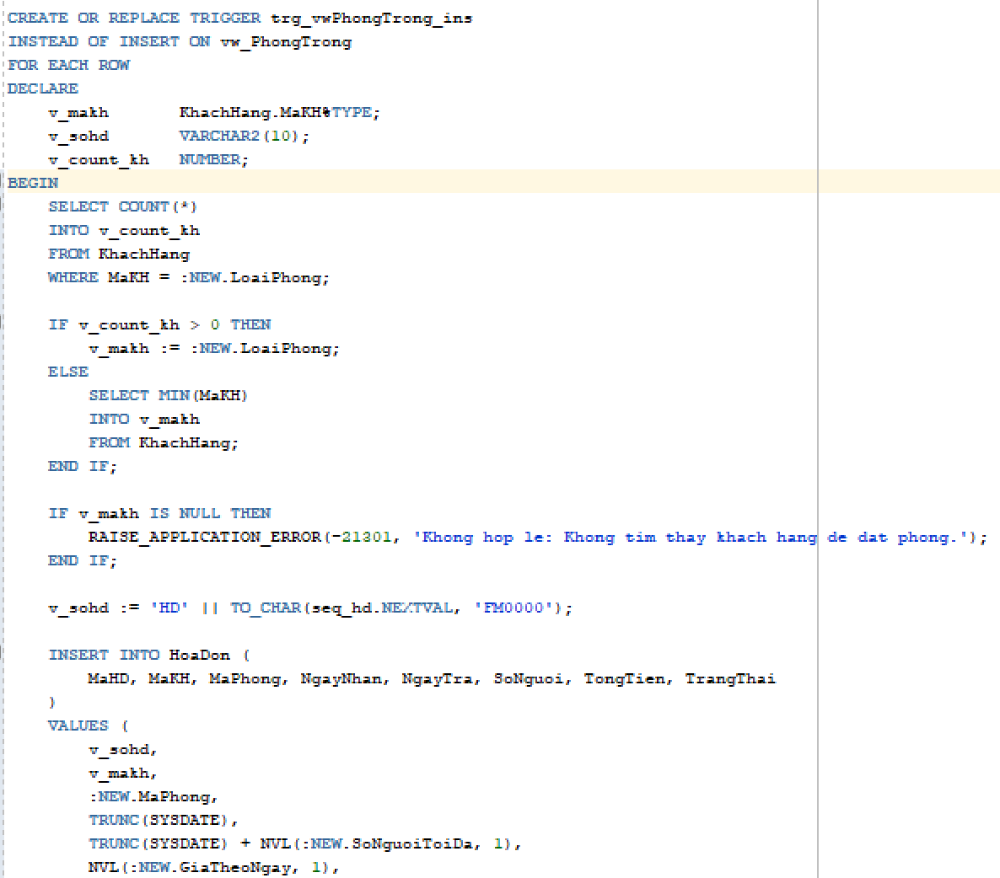 CREATE OR REPLACE TRIGGER trg_vwPhongTrong_ins
INSTEAD OF INSERT ON vw_PhongTrong
FOR EACH ROW
DECLARE
    v_makh       KhachHang.MaKH%TYPE;
    v_sohd       VARCHAR2(10);
    v_count_kh   NUMBER;
BEGIN
    SELECT COUNT(*)
    INTO v_count_kh
    FROM KhachHang
    WHERE MaKH = :NEW.LoaiPhong;

    IF v_count_kh > 0 THEN
        v_makh := :NEW.LoaiPhong;
    ELSE
        SELECT MIN(MaKH)
        INTO v_makh
        FROM KhachHang;
    END IF;

    IF v_makh IS NULL THEN
        RAISE_APPLICATION_ERROR(-21301, 'Khong hop le: Khong tim thay khach hang de dat phong.');
    END IF;

    v_sohd := 'HD' || TO_CHAR(seq_hd.NEXTVAL, 'FM0000');

    INSERT INTO HoaDon (
        MaHD, MaKH, MaPhong, NgayNhan, NgayTra, SoNguoi, TongTien, TrangThai
    )
    VALUES (
        v_sohd,
        v_makh,
        :NEW.MaPhong,
        TRUNC(SYSDATE),
        TRUNC(SYSDATE) + NVL(:NEW.SoNguoiToiDa, 1),
        NVL(:NEW.GiaTheoNgay, 1),